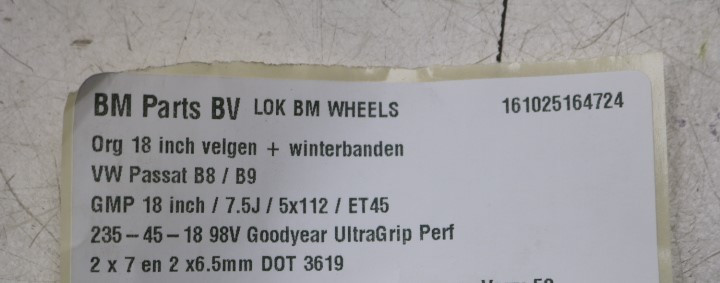 BM Parts BV LOK BM WHEELS 161025164724
Org 18 inch velgen + winterbanden
VW Passat B8 / B9
GMP 18 inch / 7.5J / 5x112 / ET45
235-45-18 98V Goodyear UltraGrip Perf
2 x 7 en 2 x6.5mm DOT 3619